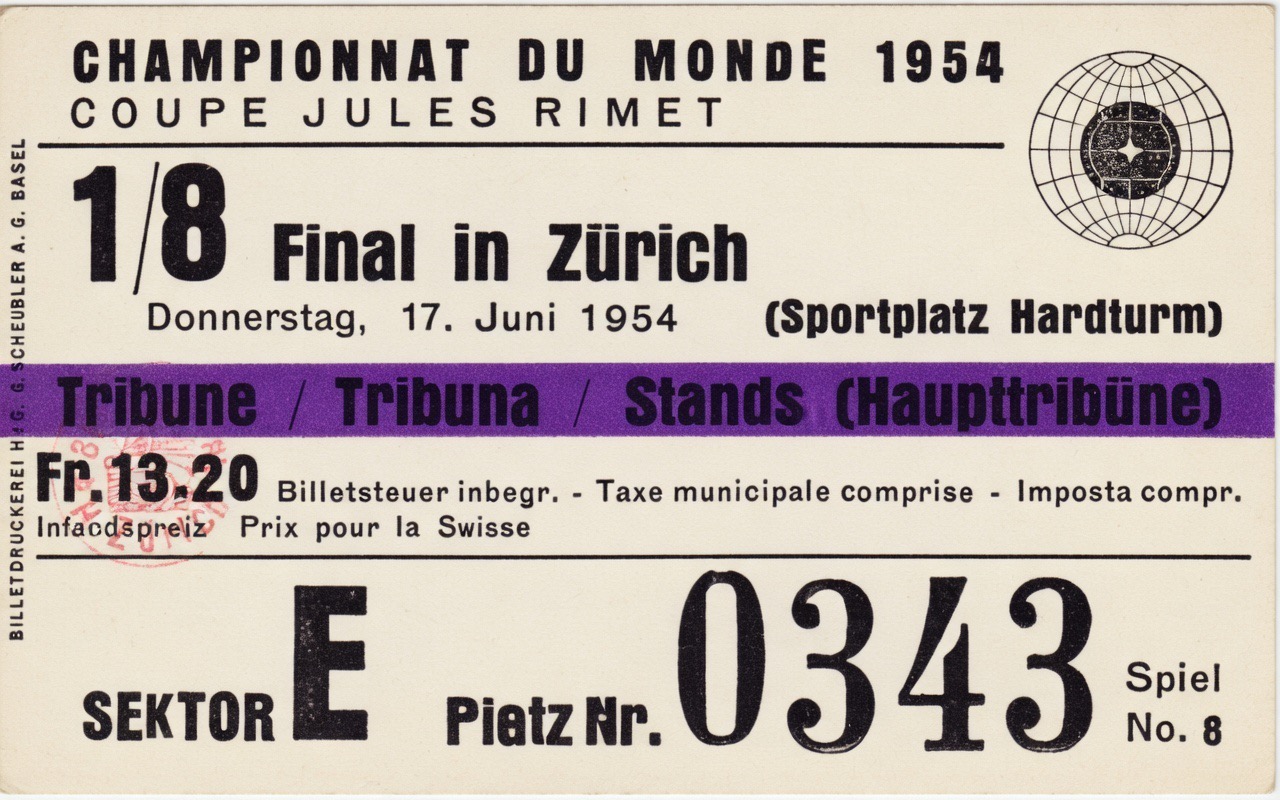 CHAMPIONNAT DU MONDE 1954
COUPE JULES RIMET
1/8 Final in Zürich
Donnerstag, 17. Juni 1954 (Sportplatz Hardturm)
Tribune / Tribuna / Stands (Haupttribüne)
Fr. 13.20 Billetsteuer inbegr. - Taxe municipale comprise - Imposta compr.
Infacdspreiz Prix pour la Swisse
SEKTOR E Pietz Nr. 0343 Spiel
No. 8
BILLETDRUCKEREI G. SCHEUBLER A. G. BASEL